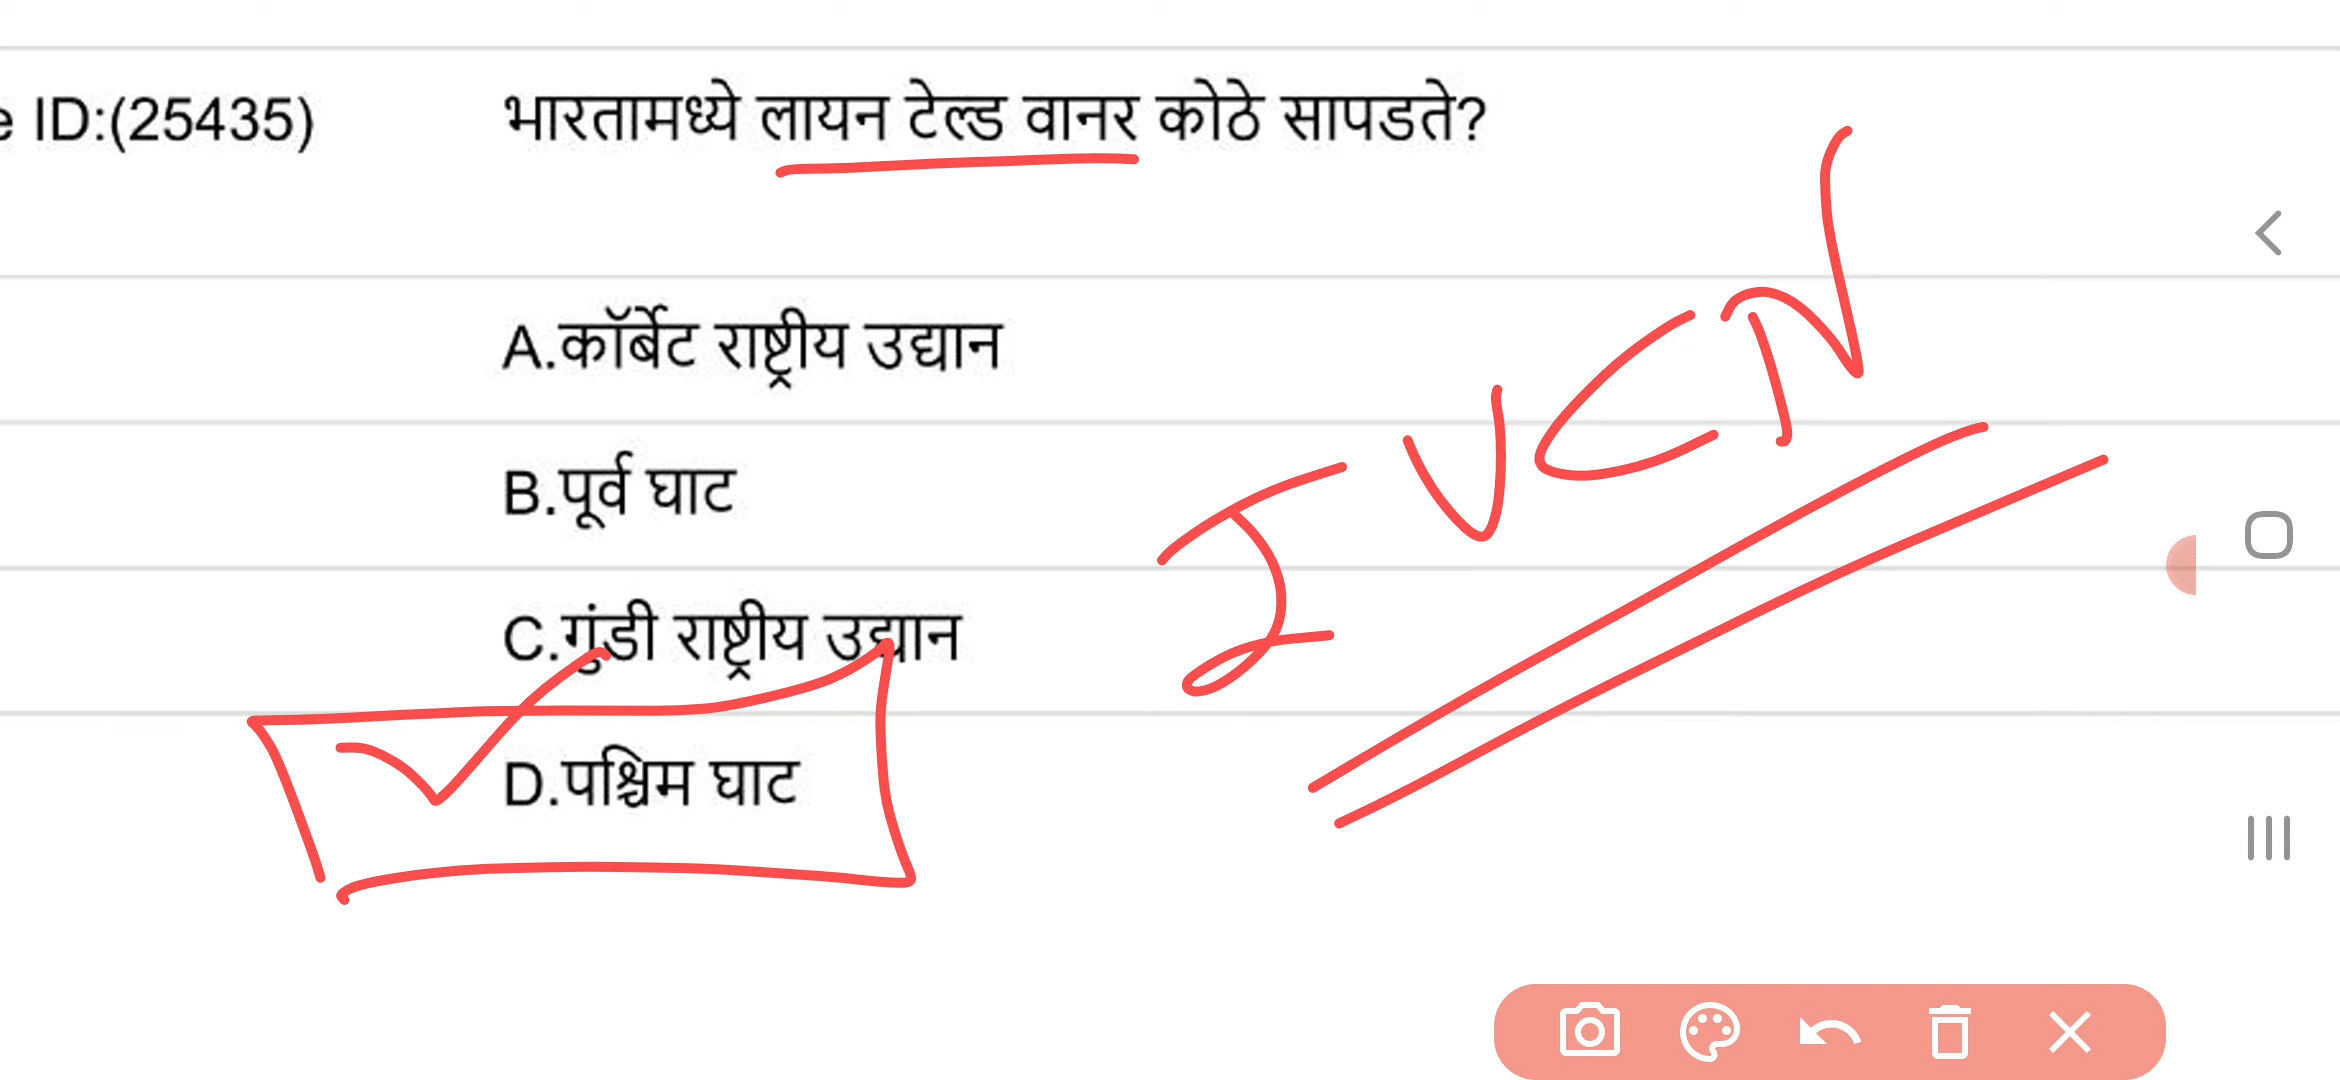 e ID:(25435) भारतामध्ये लायन टेल्ड वानर कोठे सापडते?
A.कॉर्बेट राष्ट्रीय उद्यान
B.पूर्व घाट
C.गुंडी राष्ट्रीय उद्यान
D.पश्चिम घाट
IUCN